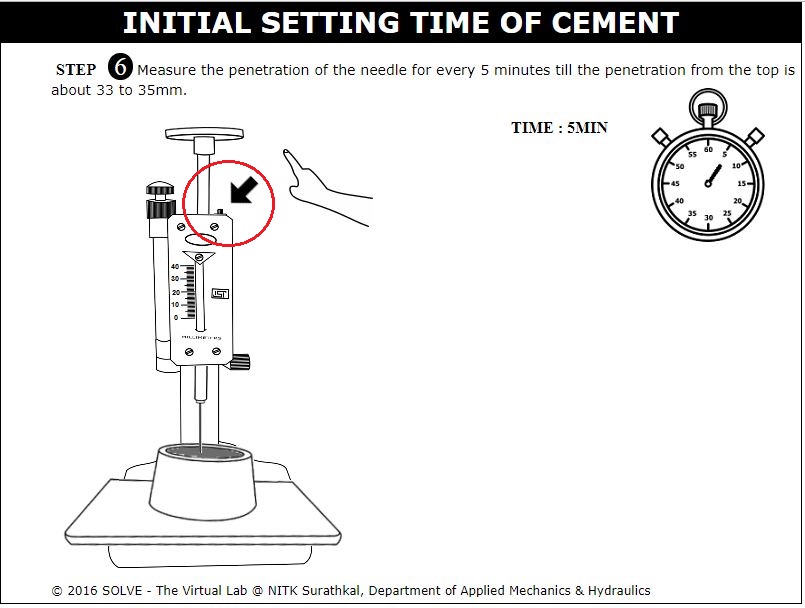 INITIAL SETTING TIME OF CEMENT
STEP 6 Measure the penetration of the needle for every 5 minutes till the penetration from the top is
about 33 to 35mm.
TIME : 5MIN
60
55 5
50 10
45 15
40 20
35 25
30
40
30
20
10
0
© 2016 SOLVE - The Virtual Lab @ NITK Surathkal, Department of Applied Mechanics & Hydraulics